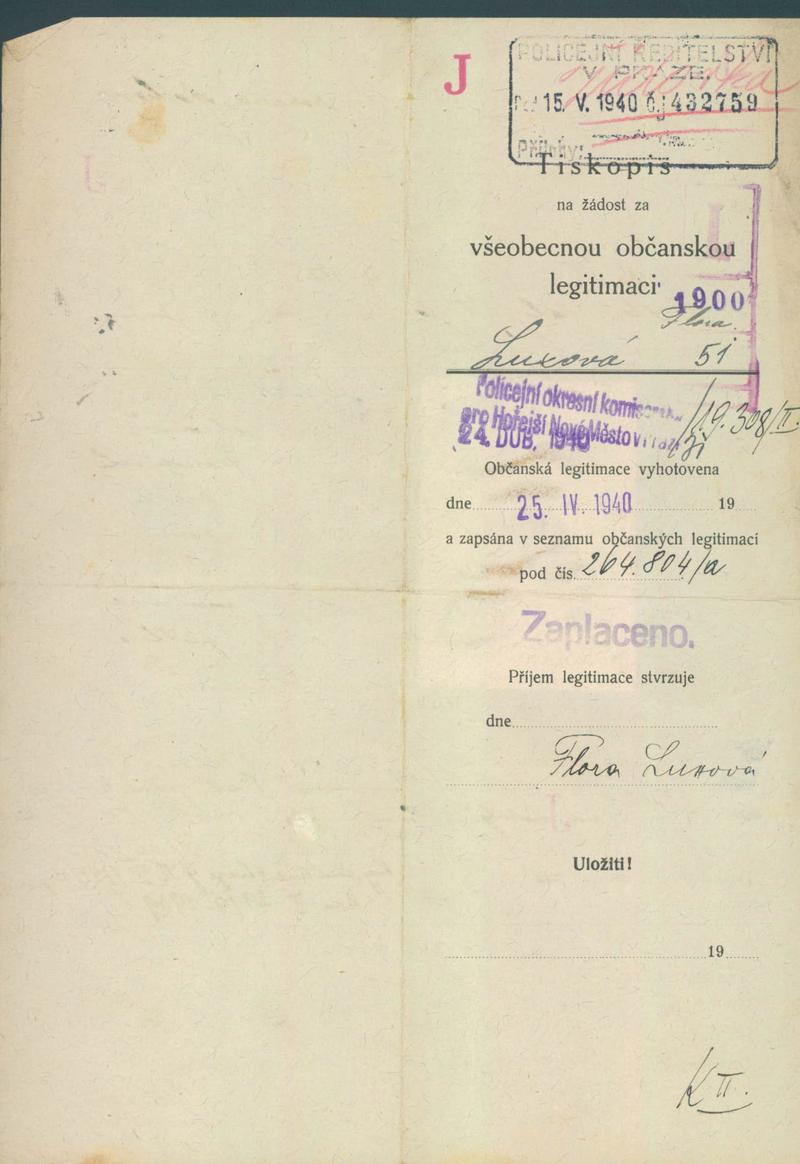 J
POLICEJNÍ ŘEDITELSTVÍ
V PRAZE.
15. V. 1940 č.: 432759
Přílohy:
Tiskopis
na žádost za
všeobecnou občanskou
legitimaci
1900
Flora
Luxová 51
Policejní okresní
pro Hořejší Nové Město v
24. DUB. 1940
/19.308/II.
Občanská legitimace vyhotovena
dne 25. IV. 1940 19
a zapsána v seznamu občanských legitimací
pod čís. 264.804/a
Zaplaceno.
Příjem legitimace stvrzuje
dne
Flora Luxová
Uložiti!
19
K II.